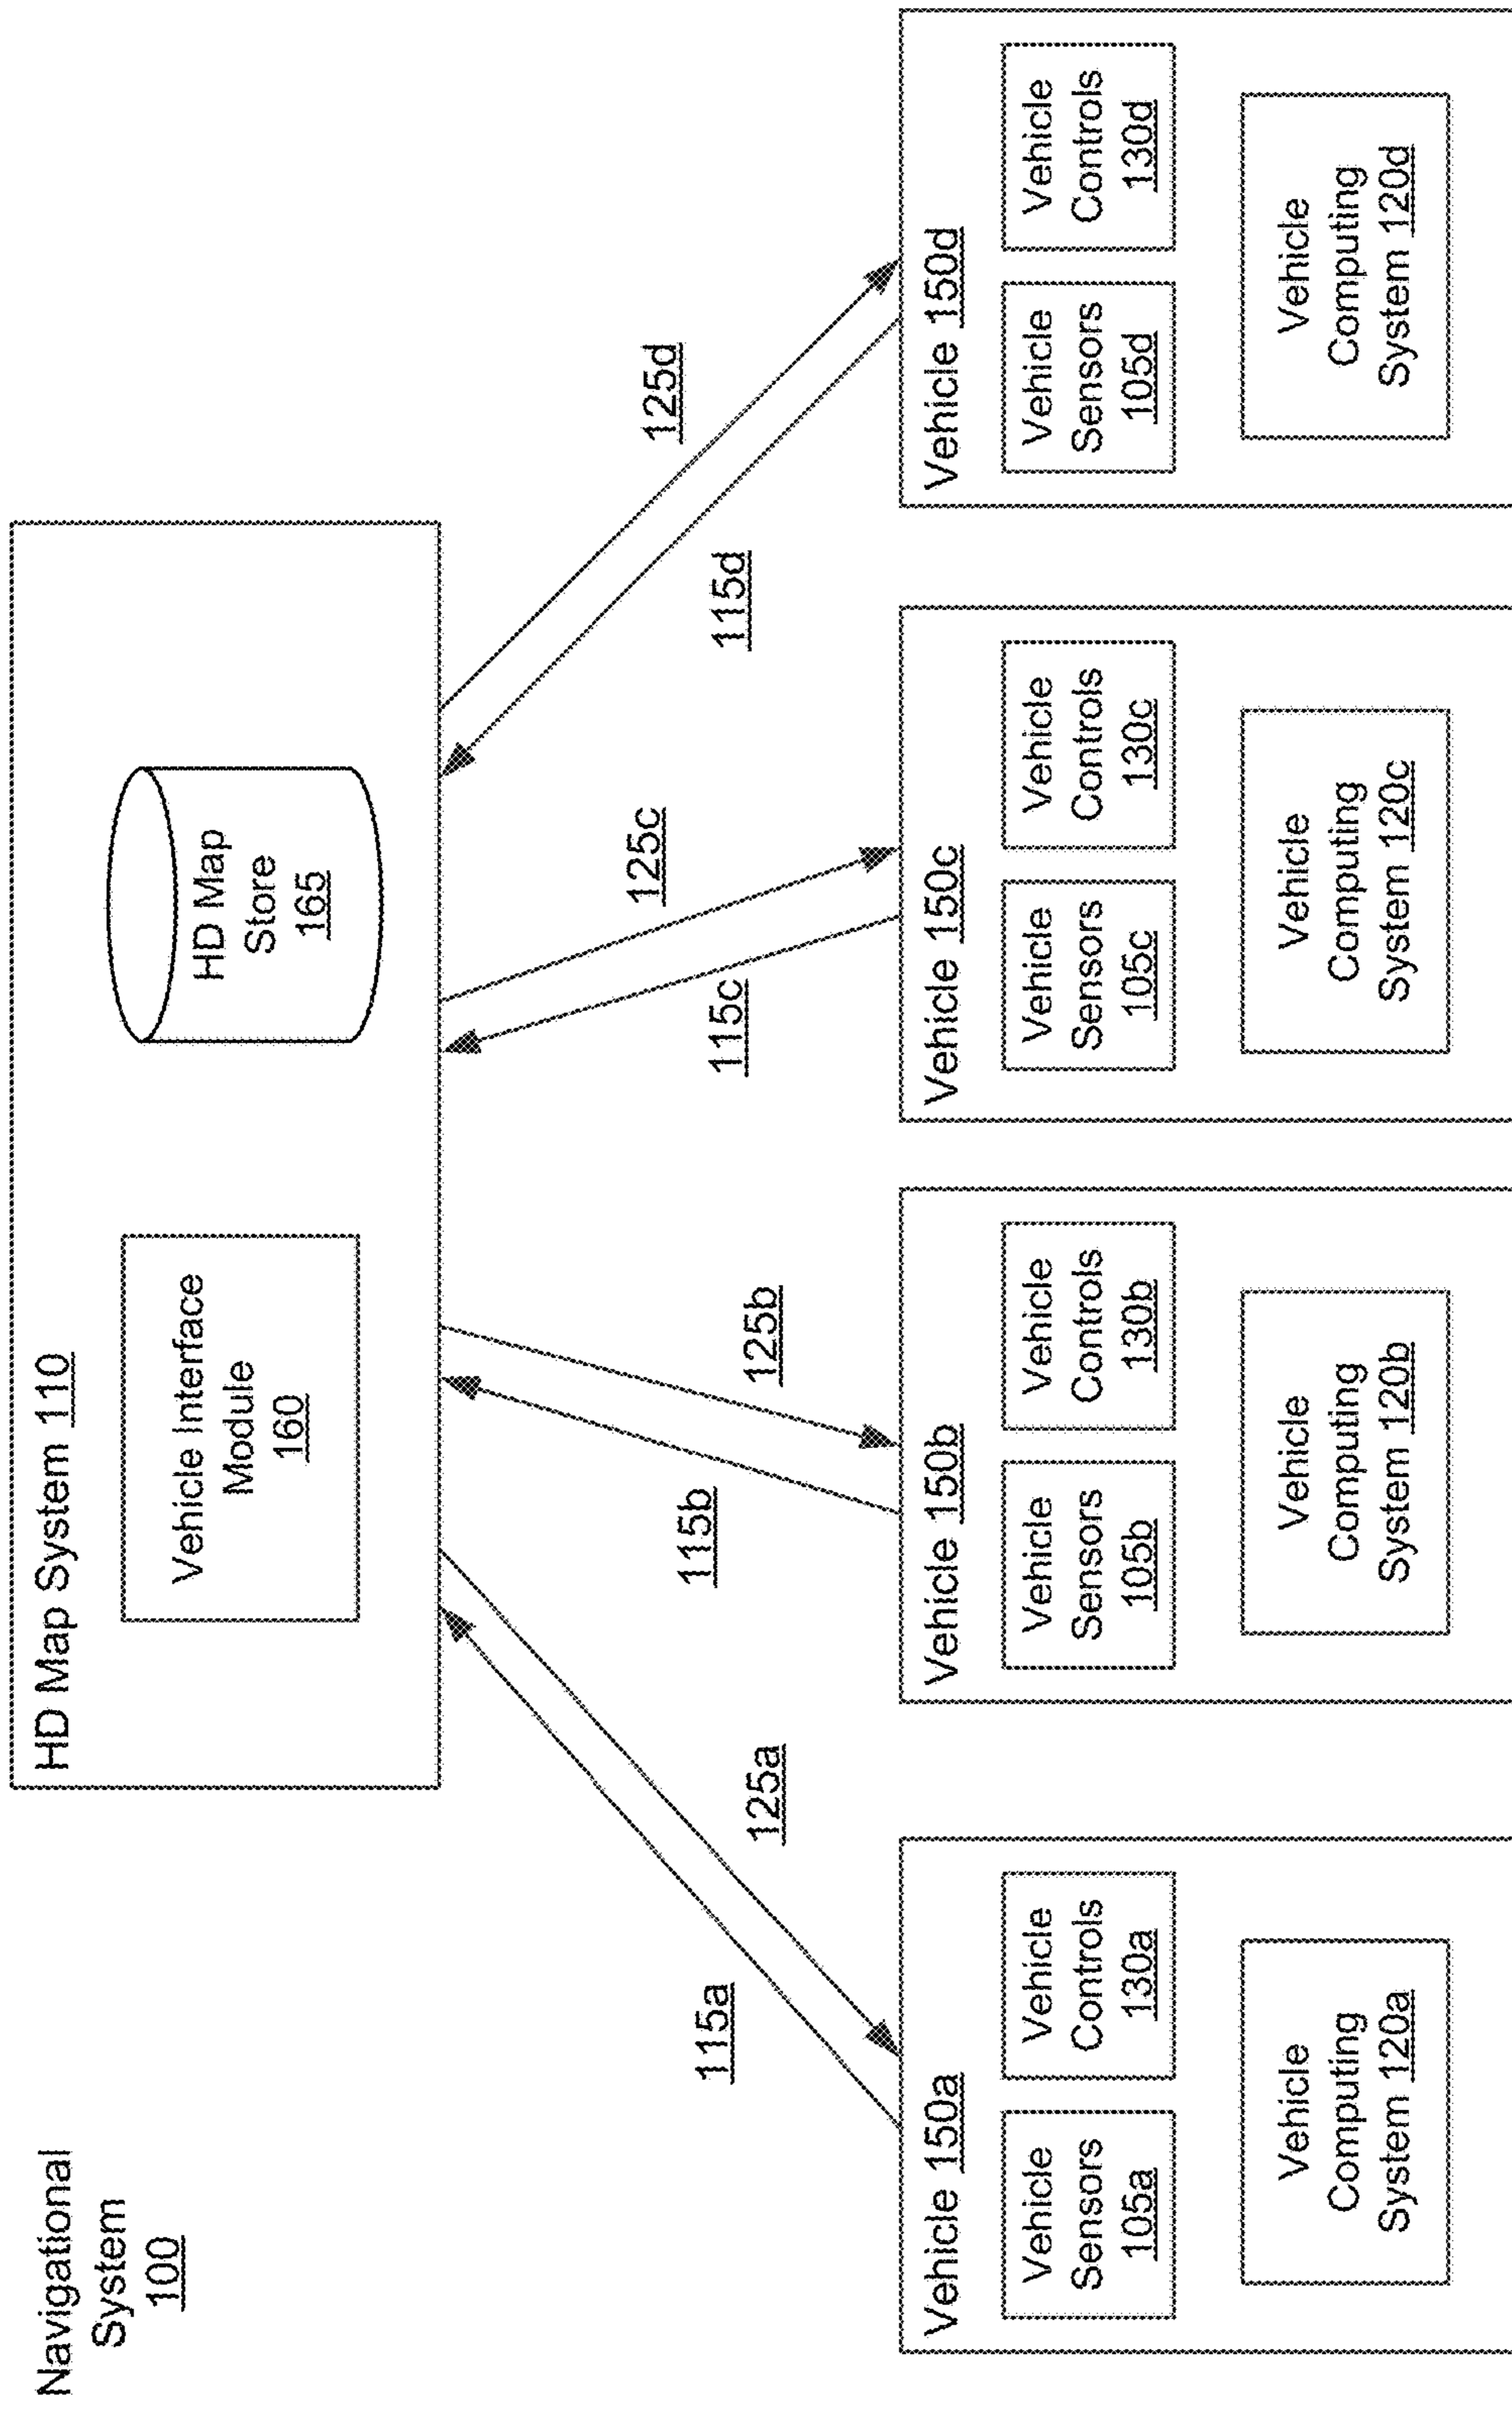 Navigational
System
100
HD Map System 110
Vehicle Interface
Module
160
HD Map
Store
165
115a
125a
115b
125b
115c
125c
115d
125d
Vehicle 150a
Vehicle
Sensors
105a
Vehicle
Controls
130a
Vehicle
Computing
System 120a
Vehicle 150b
Vehicle
Sensors
105b
Vehicle
Controls
130b
Vehicle
Computing
System 120b
Vehicle 150c
Vehicle
Sensors
105c
Vehicle
Controls
130c
Vehicle
Computing
System 120c
Vehicle 150d
Vehicle
Sensors
105d
Vehicle
Controls
130d
Vehicle
Computing
System 120d